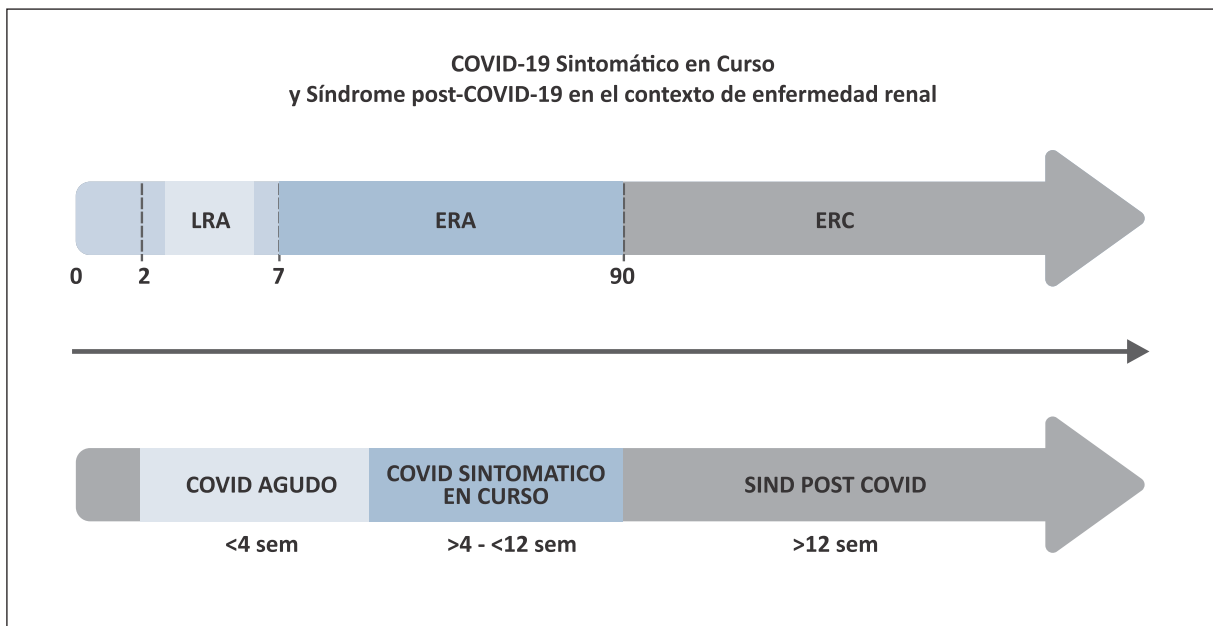 COVID-19 Sintomático en Curso
y Síndrome post-COVID-19 en el contexto de enfermedad renal
LRA ERA ERC
0 2 7 90
COVID AGUDO COVID SINTOMATICO EN CURSO SIND POST COVID
<4 sem >4 - <12 sem >12 sem